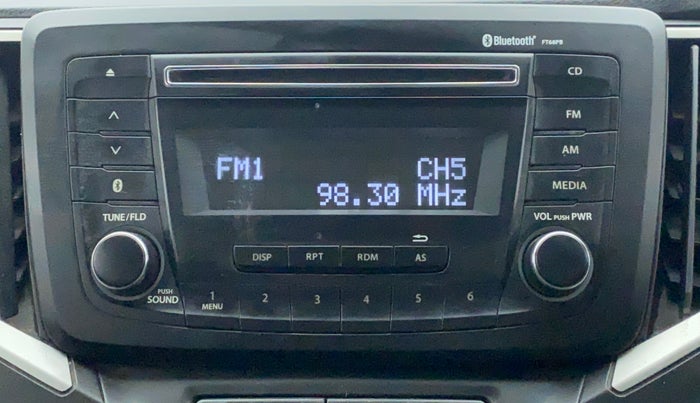 Bluetooth® FT66PB
CD
FM
AM
MEDIA
FM1 CH5
98.30 MHz
TUNE/FLD
VOL PUSH PWR
DISP RPT RDM AS
PUSH
SOUND
1 2 3 4 5 6
MENU